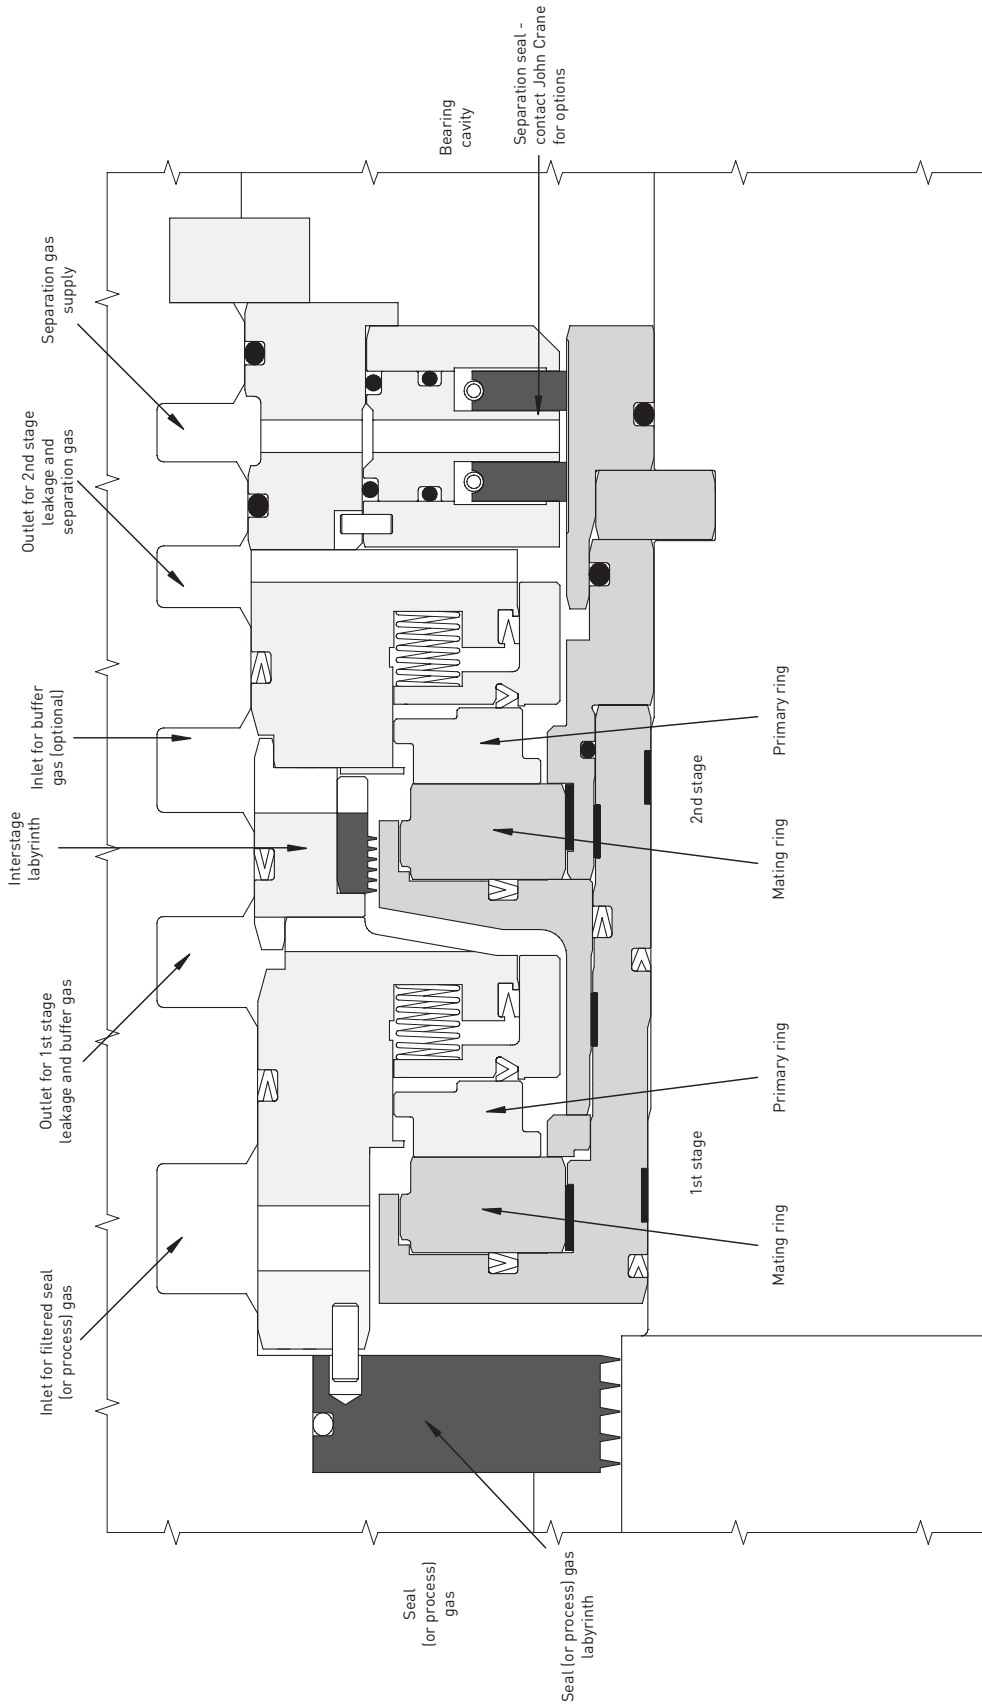 Inlet for filtered seal
(or process) gas
Outlet for 1st stage
leakage and buffer gas
Interstage
labyrinth
Inlet for buffer
gas (optional)
Outlet for 2nd stage
leakage and
separation gas
Separation gas
supply
Seal
(or process)
gas
Bearing
cavity
Seal (or process) gas
labyrinth
Separation seal -
contact John Crane
for options
1st stage
2nd stage
Mating ring
Primary ring
Mating ring
Primary ring